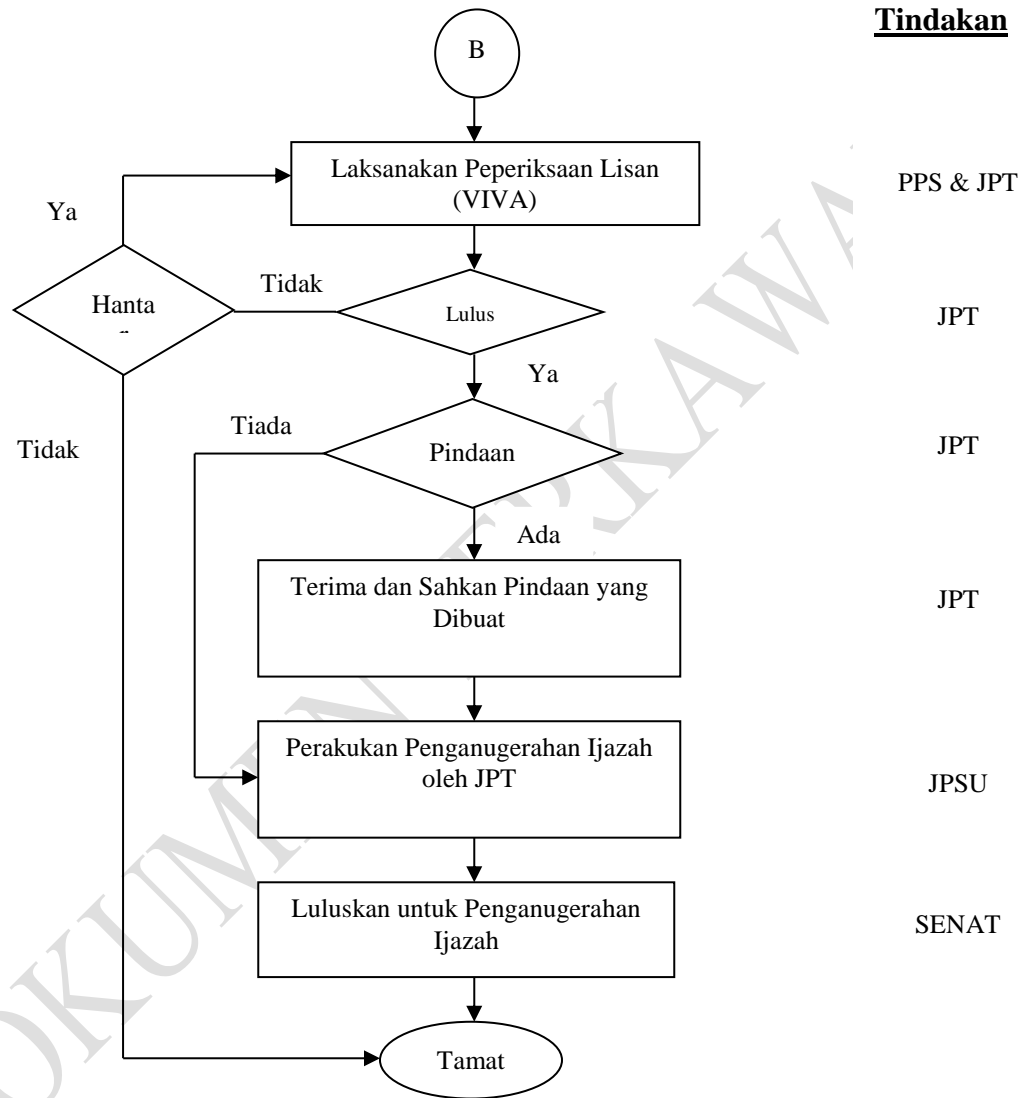 Tindakan
B
Laksanakan Peperiksaan Lisan
(VIVA)
PPS & JPT
Ya
Hanta
Tidak
Lulus
JPT
Ya
Tiada
Tidak
Pindaan
JPT
Ada
Terima dan Sahkan Pindaan yang
Dibuat
JPT
Perakukan Penganugerahan Ijazah
oleh JPT
JPSU
Luluskan untuk Penganugerahan
Ijazah
SENAT
Tamat